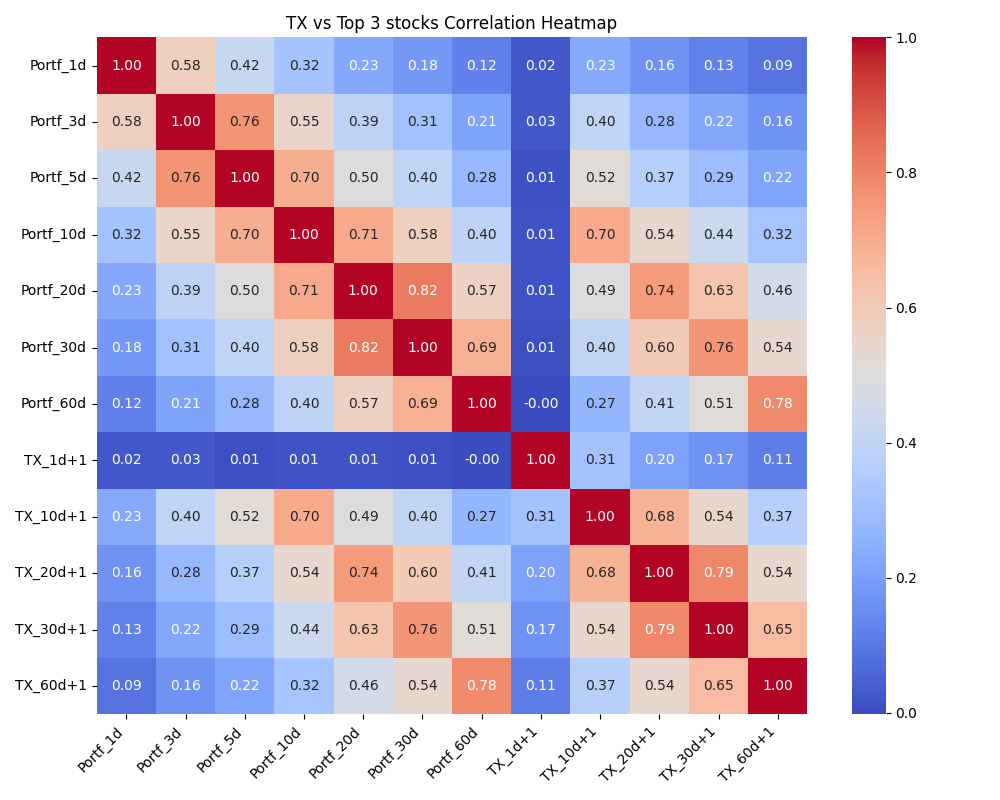 TX vs Top 3 stocks Correlation Heatmap
Portf_1d 1.00 0.58 0.42 0.32 0.23 0.18 0.12 0.02 0.23 0.16 0.13 0.09
Portf_3d 0.58 1.00 0.76 0.55 0.39 0.31 0.21 0.03 0.40 0.28 0.22 0.16
Portf_5d 0.42 0.76 1.00 0.70 0.50 0.40 0.28 0.01 0.52 0.37 0.29 0.22
Portf_10d 0.32 0.55 0.70 1.00 0.71 0.58 0.40 0.01 0.70 0.54 0.44 0.32
Portf_20d 0.23 0.39 0.50 0.71 1.00 0.82 0.57 0.01 0.49 0.74 0.63 0.46
Portf_30d 0.18 0.31 0.40 0.58 0.82 1.00 0.69 0.01 0.40 0.60 0.76 0.54
Portf_60d 0.12 0.21 0.28 0.40 0.57 0.69 1.00 -0.00 0.27 0.41 0.51 0.78
TX_1d+1 0.02 0.03 0.01 0.01 0.01 0.01 -0.00 1.00 0.31 0.20 0.17 0.11
TX_10d+1 0.23 0.40 0.52 0.70 0.49 0.40 0.27 0.31 1.00 0.68 0.54 0.37
TX_20d+1 0.16 0.28 0.37 0.54 0.74 0.60 0.41 0.20 0.68 1.00 0.79 0.54
TX_30d+1 0.13 0.22 0.29 0.44 0.63 0.76 0.51 0.17 0.54 0.79 1.00 0.65
TX_60d+1 0.09 0.16 0.22 0.32 0.46 0.54 0.78 0.11 0.37 0.54 0.65 1.00
Portf_1d Portf_3d Portf_5d Portf_10d Portf_20d Portf_30d Portf_60d TX_1d+1 TX_10d+1 TX_20d+1 TX_30d+1 TX_60d+1
1.0
0.8
0.6
0.4
0.2
0.0